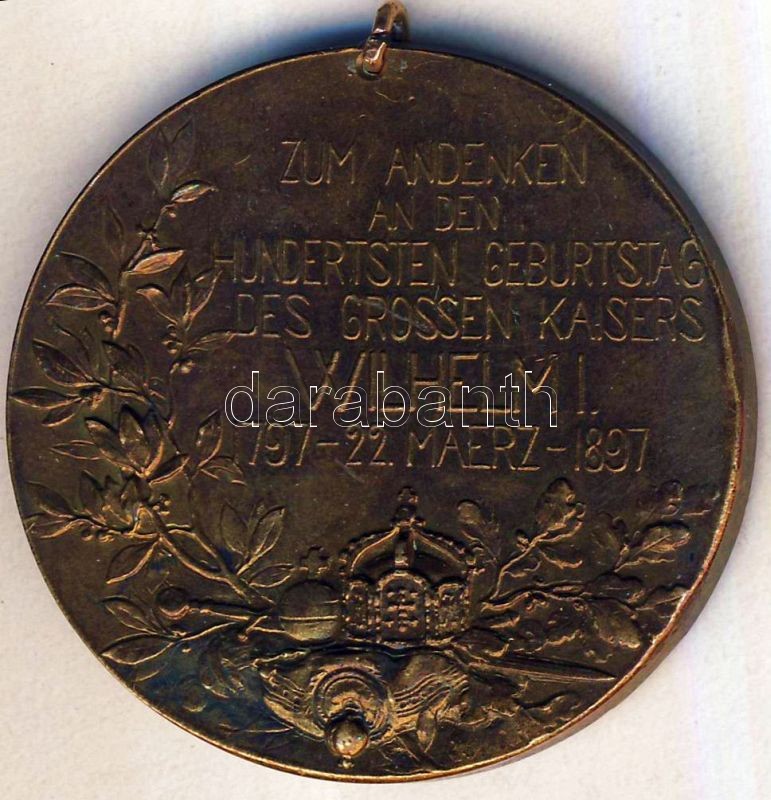 ZUM ANDENKEN
AN DEN
HUNDERTSTEN GEBURTSTAG
DES GROSSEN KAISERS
WILHELM I.
darabanth
1797-22. MAERZ-1897